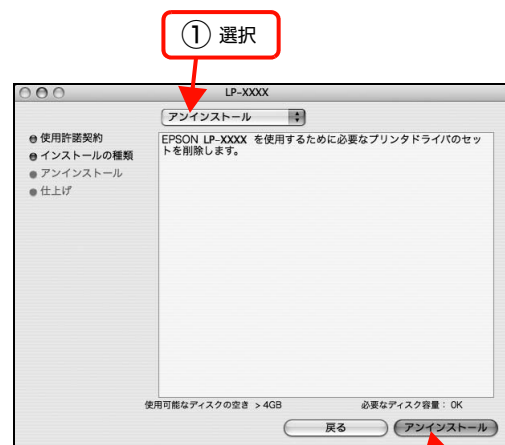 ① 選択
LP-XXXX
アンインストール
使用許諾契約
インストールの種類
アンインストール
仕上げ
EPSON LP-XXXX を使用するために必要なプリンタドライバのセッ
トを削除します。
使用可能なディスクの空き >4GB 必要なディスク容量： 0K
戻る アンインストール